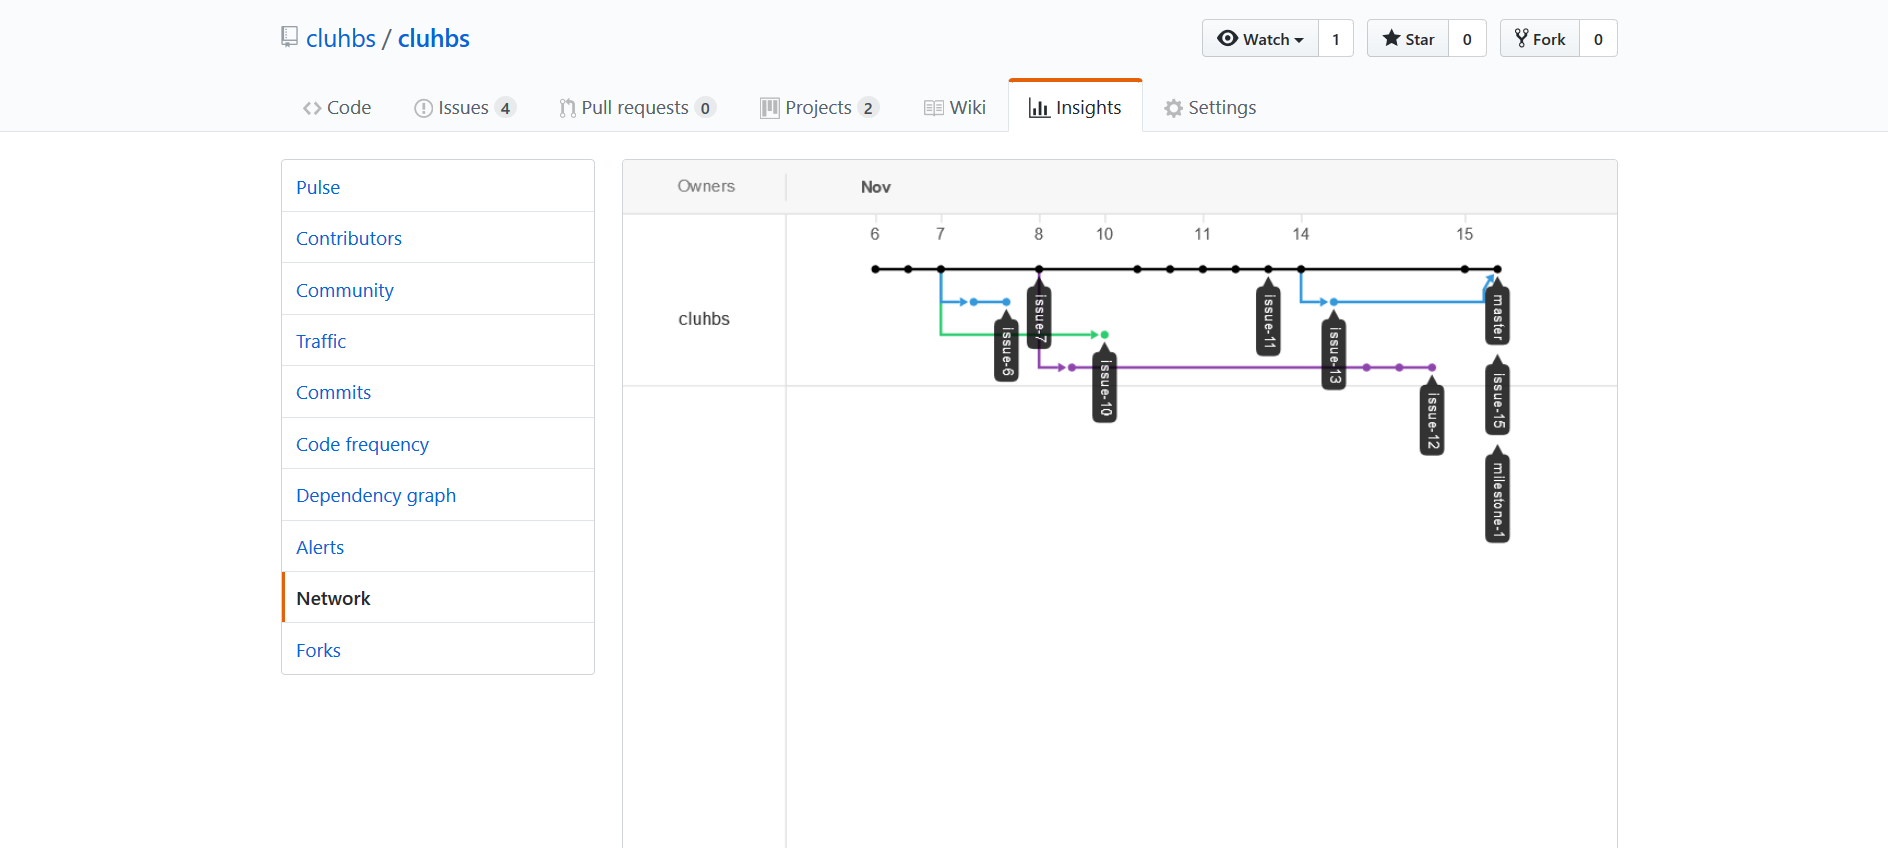 cluhbs / cluhbs
Watch 1
Star 0
Fork 0
Code
Issues 4
Pull requests 0
Projects 2
Wiki
Insights
Settings
Pulse
Contributors
Community
Traffic
Commits
Code frequency
Dependency graph
Alerts
Network
Forks
Owners
Nov
6 7 8 10 11 14 15
cluhbs
issue-6
issue-7
issue-10
issue-11
issue-13
issue-12
master
issue-15
milestone-1